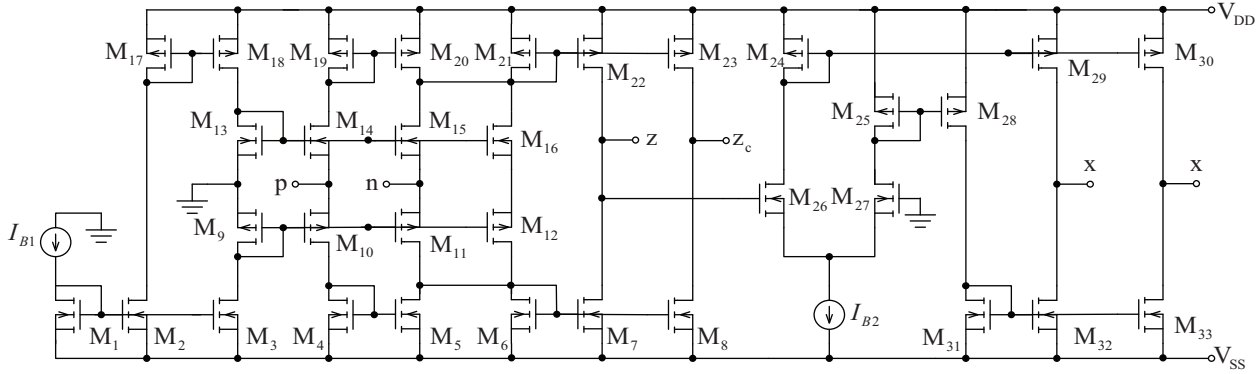 V_DD
M_17 M_18 M_19 M_20 M_21 M_22 M_23 M_24 M_29 M_30
M_13 M_14 M_15 M_16 M_25 M_28
z z_c
p n M_26 M_27 x x
I_B1 M_9 M_10 M_11 M_12
M_1 M_2 M_3 M_4 M_5 M_6 M_7 M_8 I_B2 M_31 M_32 M_33
V_SS